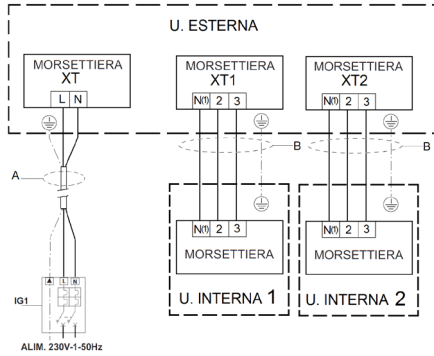 U. ESTERNA
MORSETTIERA XT
L N
MORSETTIERA XT1
N(1) 2 3
MORSETTIERA XT2
N(1) 2 3
A
B
B
N(1) 2 3
MORSETTIERA
U. INTERNA 1
N(1) 2 3
MORSETTIERA
U. INTERNA 2
L N
IG1
ALIM. 230V-1-50Hz